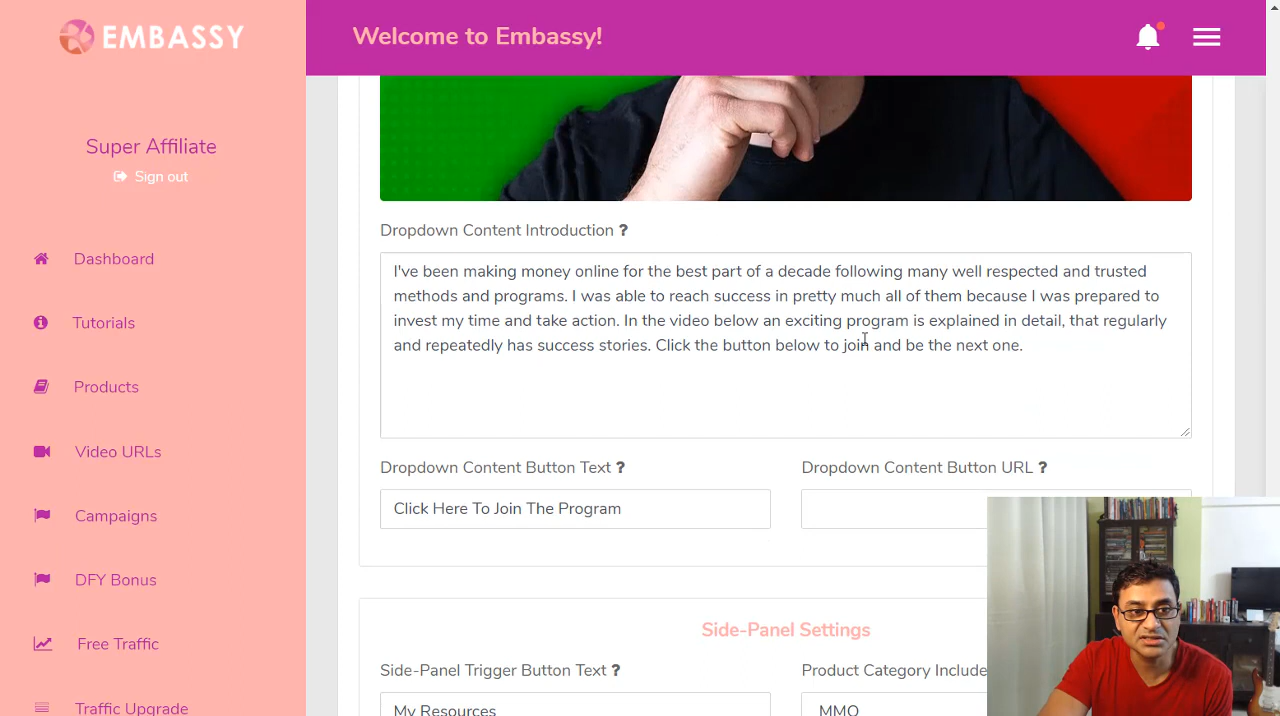 EMBASSY
Welcome to Embassy!
Super Affiliate
Sign out
Dashboard
Tutorials
Products
Video URLs
Campaigns
DFY Bonus
Free Traffic
Traffic Upgrade
Dropdown Content Introduction ?
I've been making money online for the best part of a decade following many well respected and trusted
methods and programs. I was able to reach success in pretty much all of them because I was prepared to
invest my time and take action. In the video below an exciting program is explained in detail, that regularly
and repeatedly has success stories. Click the button below to join and be the next one.
Dropdown Content Button Text ?
Dropdown Content Button URL ?
Click Here To Join The Program
Side-Panel Settings
Side-Panel Trigger Button Text ?
Product Category Include
My Resources
MMO